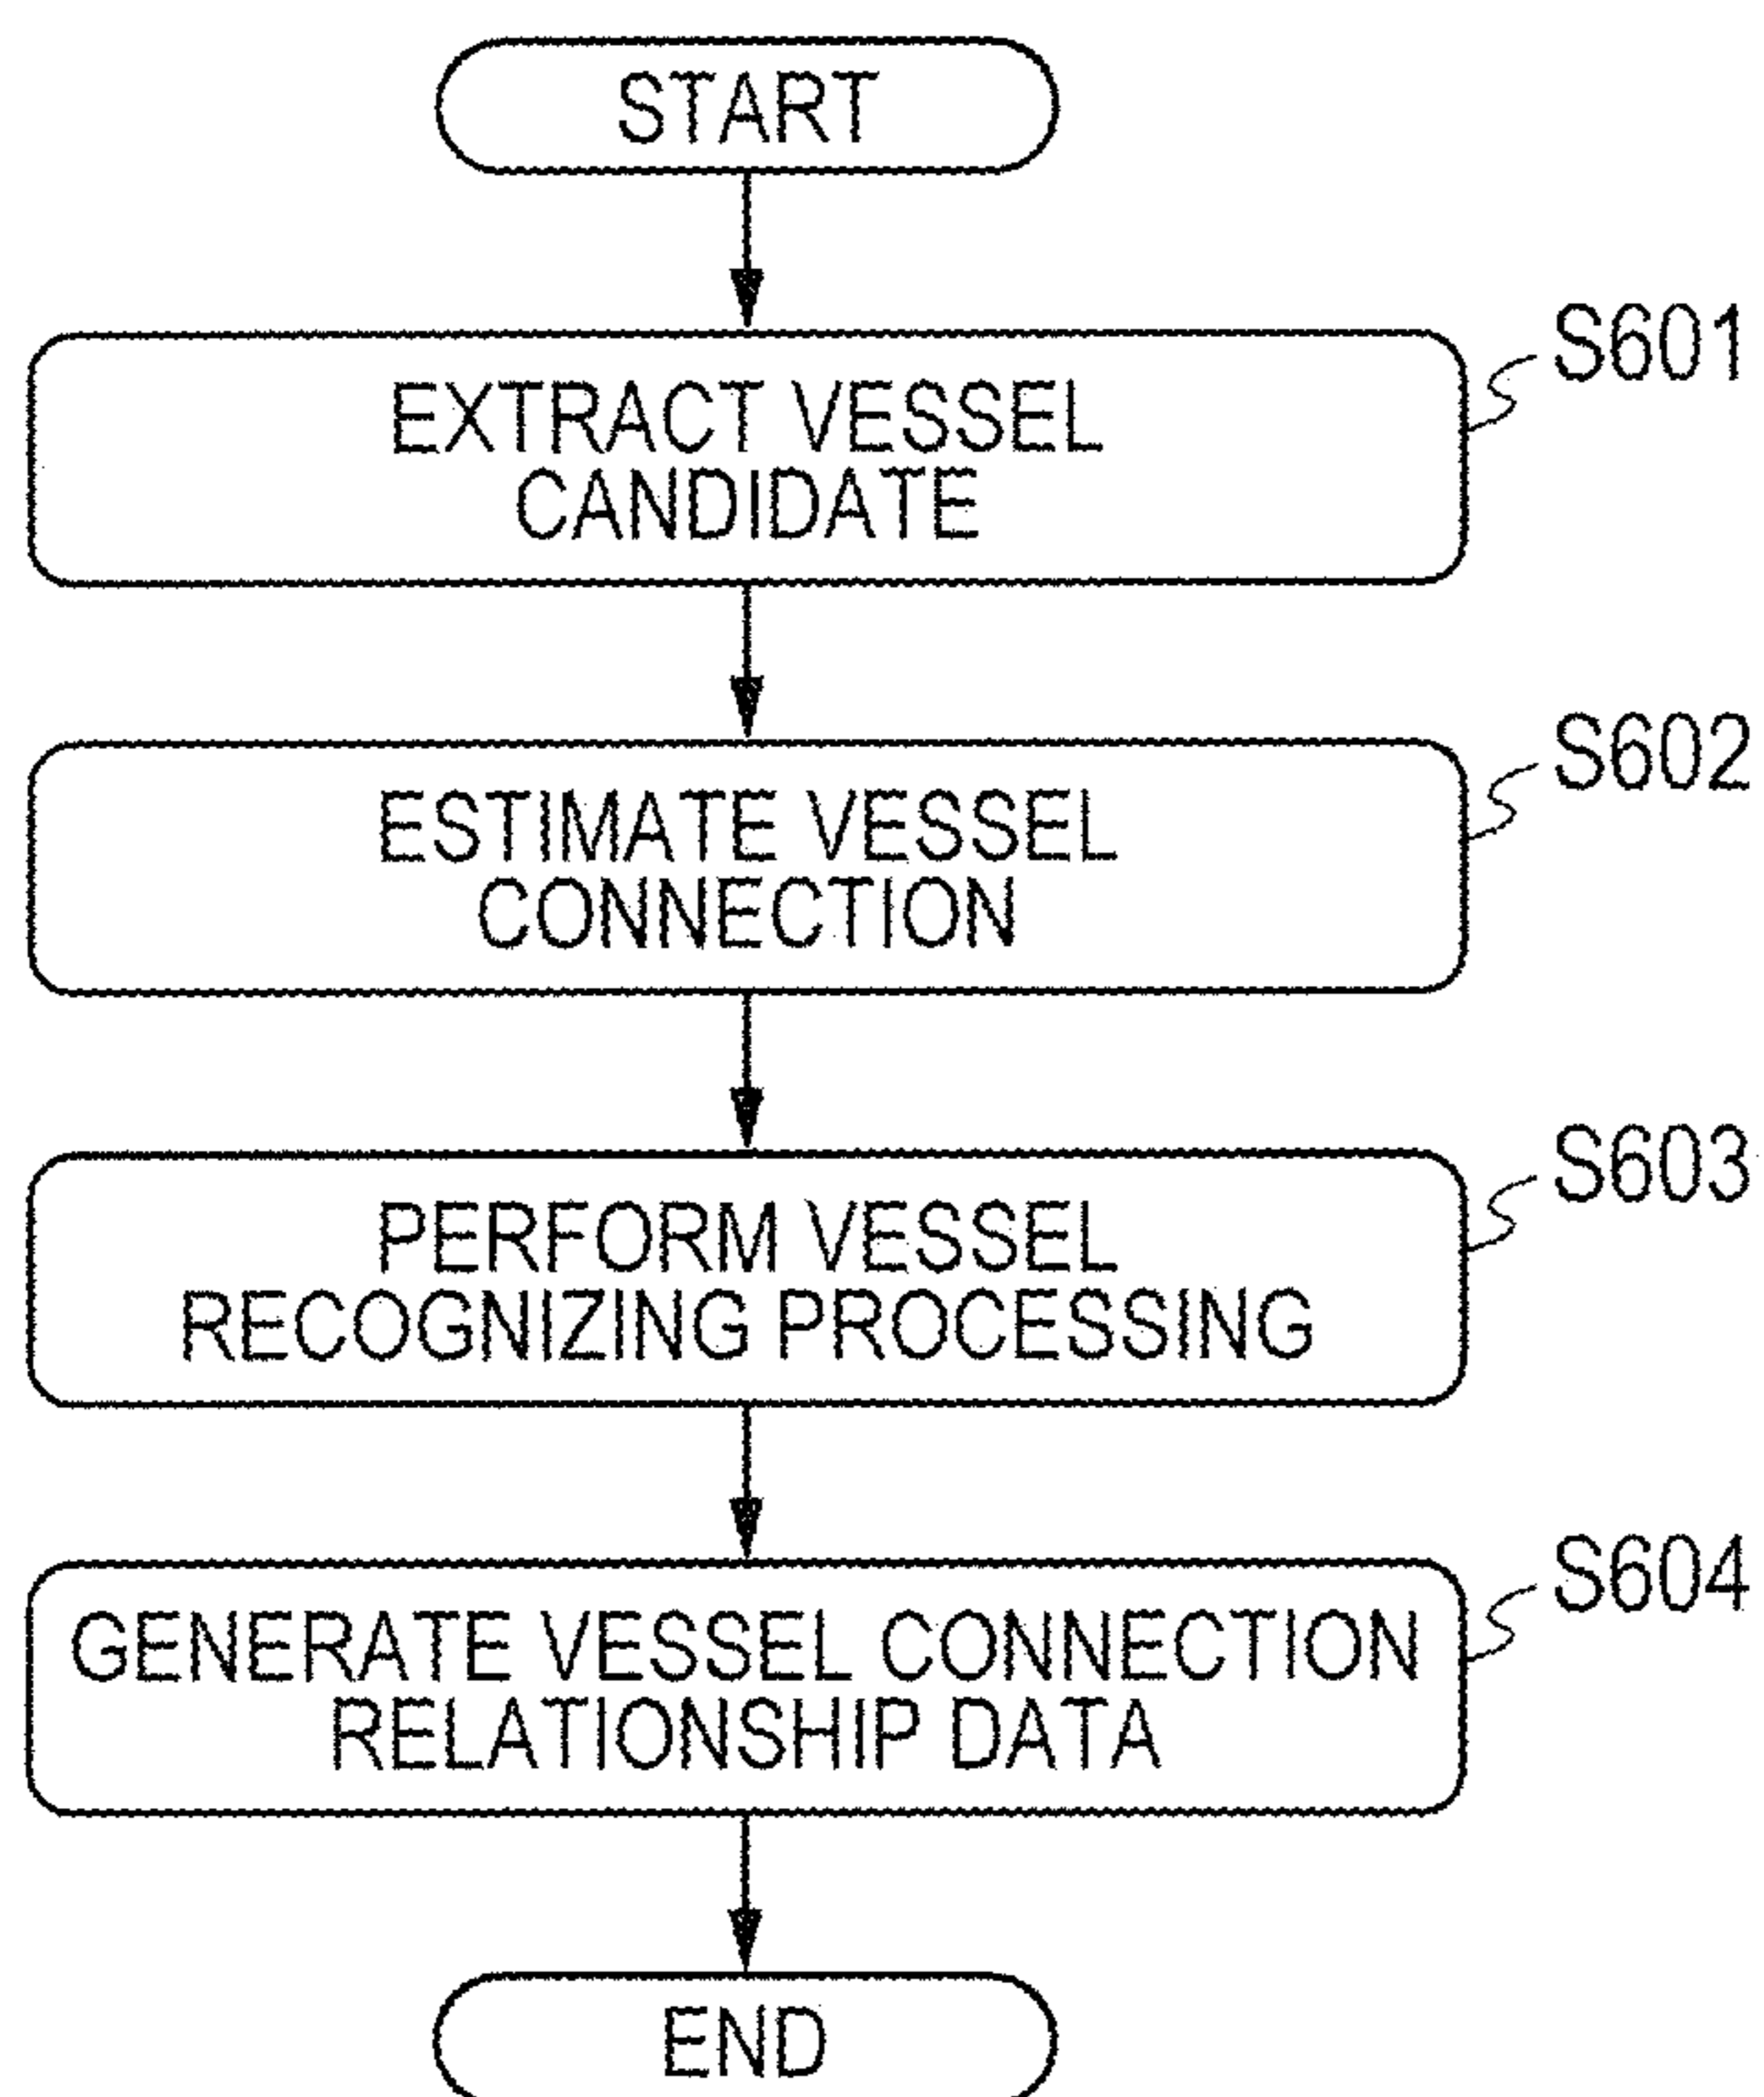 START
S601
EXTRACT VESSEL
CANDIDATE
S602
ESTIMATE VESSEL
CONNECTION
S603
PERFORM VESSEL
RECOGNIZING PROCESSING
S604
GENERATE VESSEL CONNECTION
RELATIONSHIP DATA
END